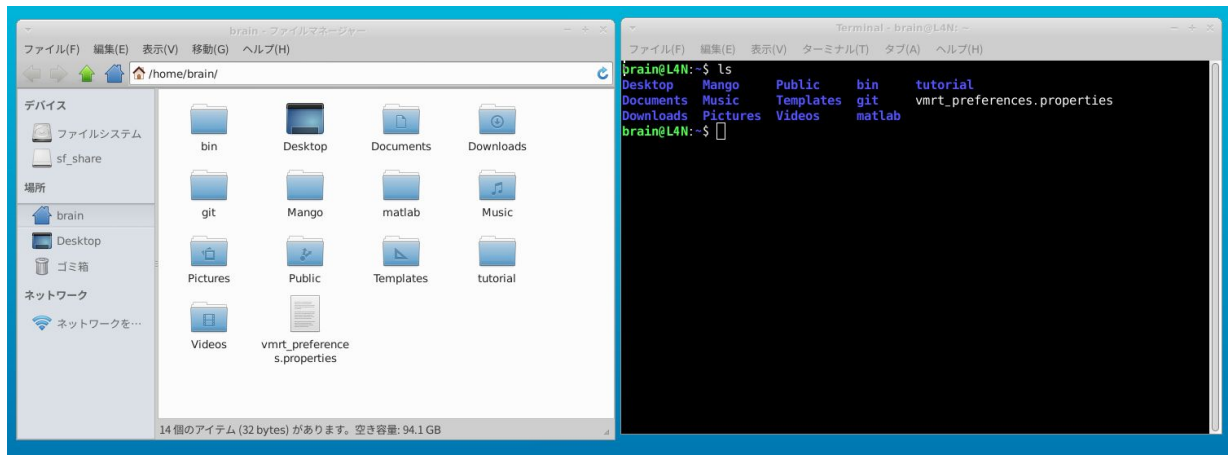 brain - ファイルマネージャー
ファイル(F) 編集(E) 表示(V) 移動(G) ヘルプ(H)
/home/brain/
デバイス
ファイルシステム
sf_share
場所
brain
Desktop
ゴミ箱
ネットワーク
ネットワークを…
bin Desktop Documents Downloads
git Mango matlab Music
Pictures Public Templates tutorial
Videos vmrt_preference
s.properties
14 個のアイテム (32 bytes) があります。空き容量: 94.1 GB
Terminal - brain@L4N: ~
ファイル(F) 編集(E) 表示(V) ターミナル(T) タブ(A) ヘルプ(H)
brain@L4N:~$ ls
Desktop Mango Public bin tutorial
Documents Music Templates git vmrt_preferences.properties
Downloads Pictures Videos matlab
brain@L4N:~$